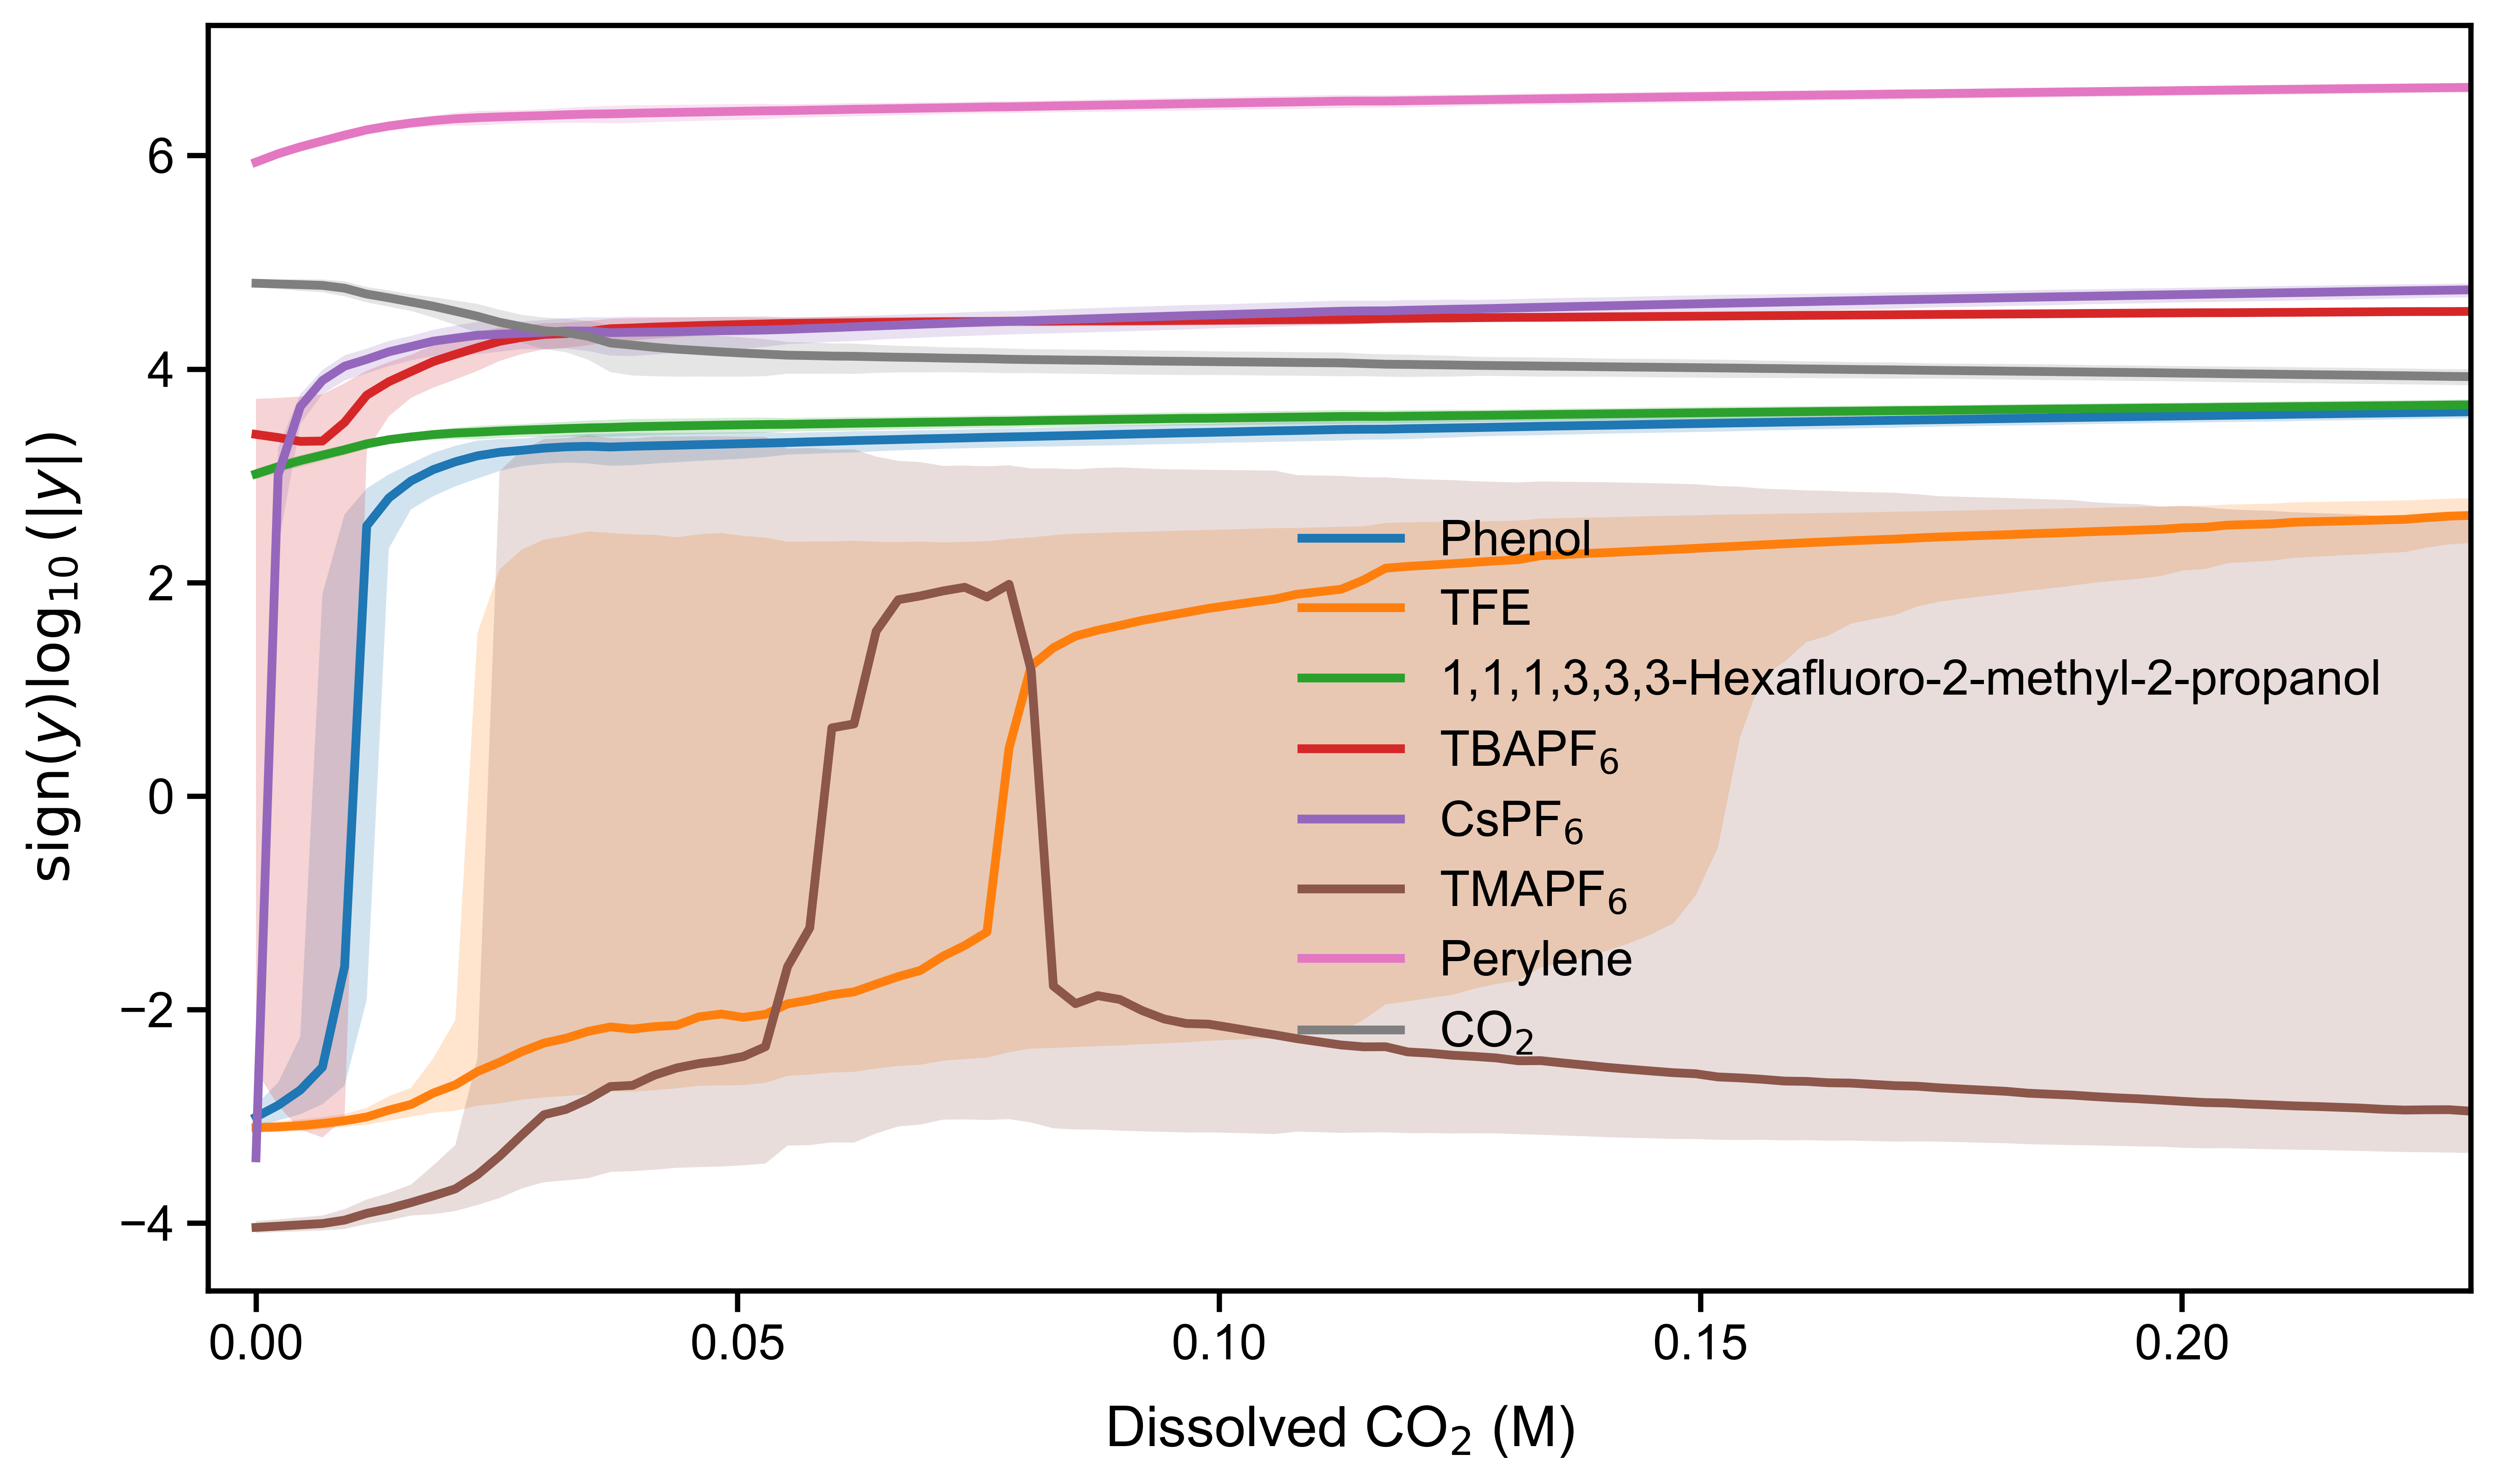 sign(y)log₁₀(|y|)
6
4
2
0
−2
−4
Phenol
TFE
1,1,1,3,3,3-Hexafluoro-2-methyl-2-propanol
TBAPF₆
CsPF₆
TMAPF₆
Perylene
CO₂
0.00 0.05 0.10 0.15 0.20
Dissolved CO₂ (M)